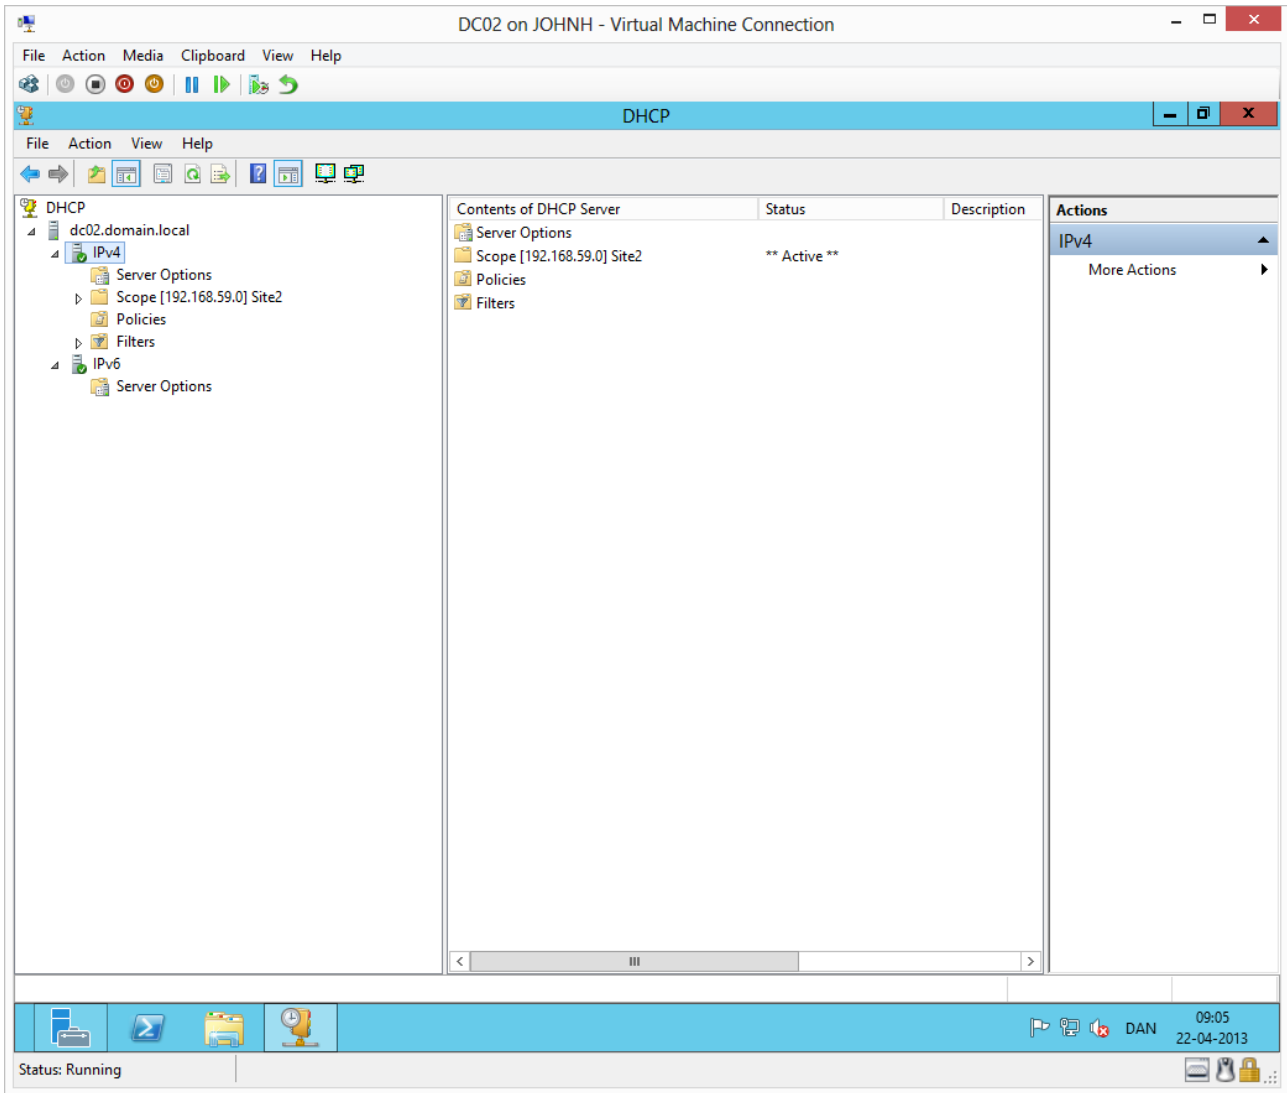 DC02 on JOHNH - Virtual Machine Connection
File Action Media Clipboard View Help
DHCP
File Action View Help
DHCP
dc02.domain.local
IPv4
Server Options
Scope [192.168.59.0] Site2
Policies
Filters
IPv6
Server Options
Contents of DHCP Server Status Description
Server Options
Scope [192.168.59.0] Site2 ** Active **
Policies
Filters
Actions
IPv4
More Actions
DAN
09:05
22-04-2013
Status: Running